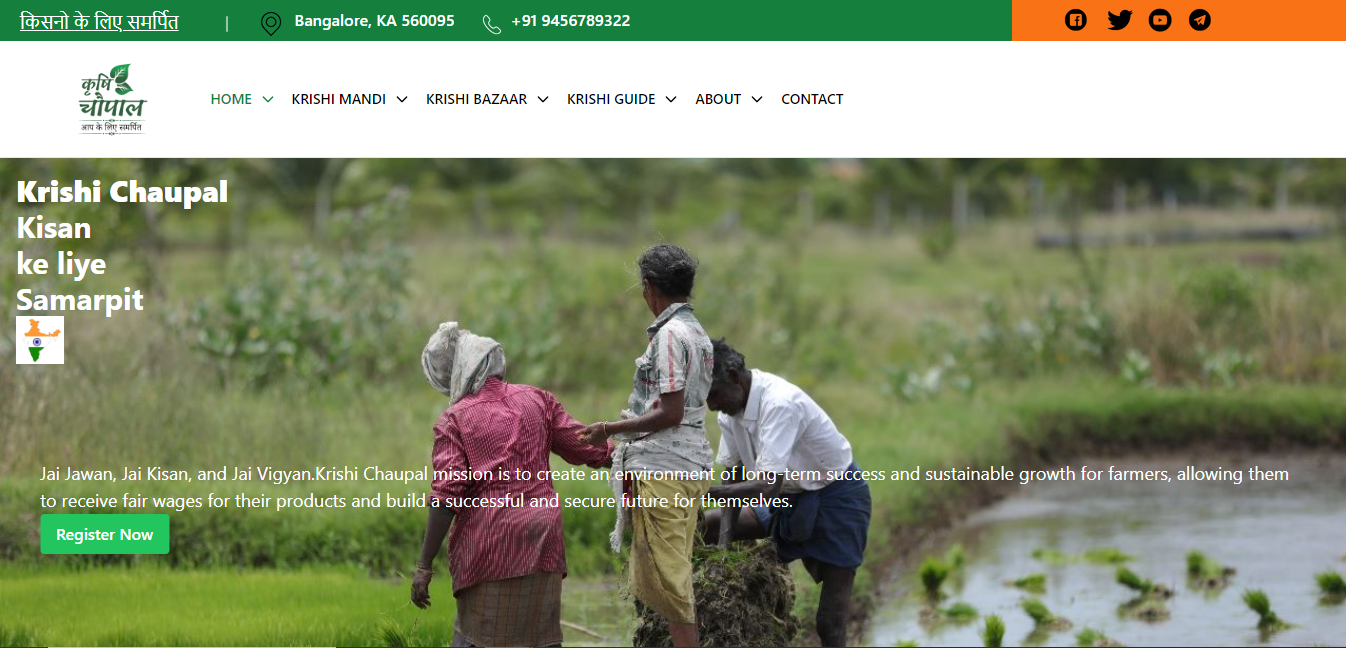 किसनो के लिए समर्पित | Bangalore, KA 560095 +91 9456789322
कृषि
चौपाल
आप के लिए समर्पित
HOME KRISHI MANDI KRISHI BAZAAR KRISHI GUIDE ABOUT CONTACT
Krishi Chaupal
Kisan
ke liye
Samarpit
Jai Jawan, Jai Kisan, and Jai Vigyan.Krishi Chaupal mission is to create an environment of long-term success and sustainable growth for farmers, allowing them
to receive fair wages for their products and build a successful and secure future for themselves.
Register Now